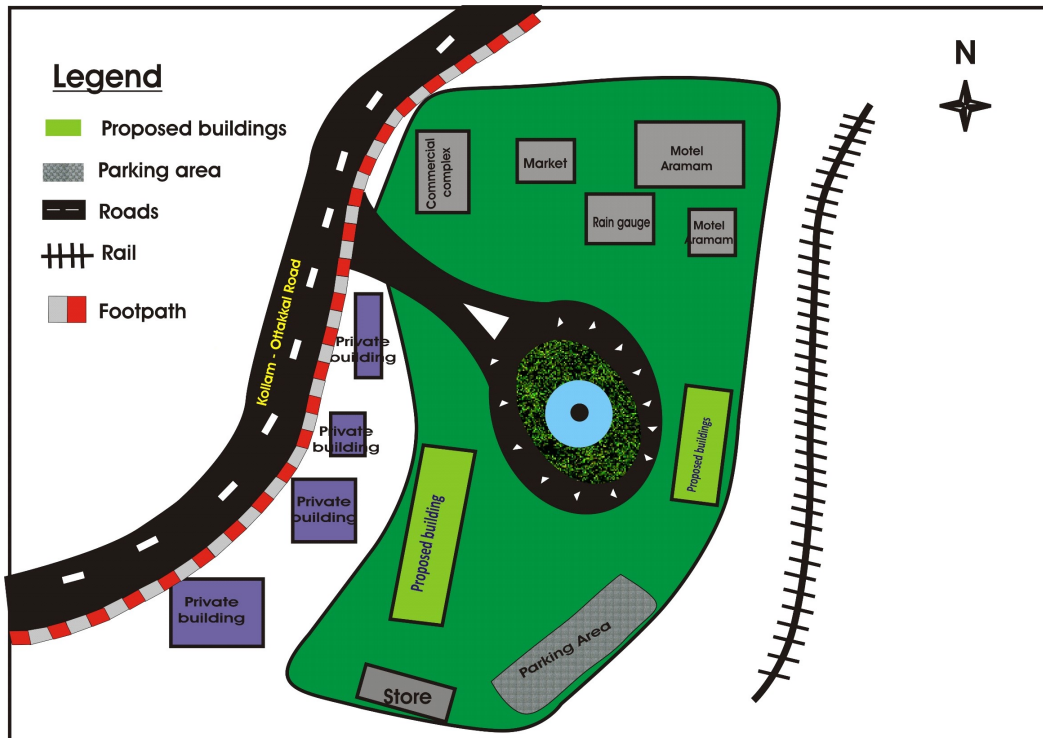 N
Legend
Proposed buildings
Parking area
Roads
Rail
Footpath
Kollam - Ottakkal Road
Commercial
complex
Market
Motel
Aramam
Rain gauge
Motel
Aramam
Private
building
Private
building
Private
building
Private
building
Proposed building
Proposed buildings
Parking Area
Store